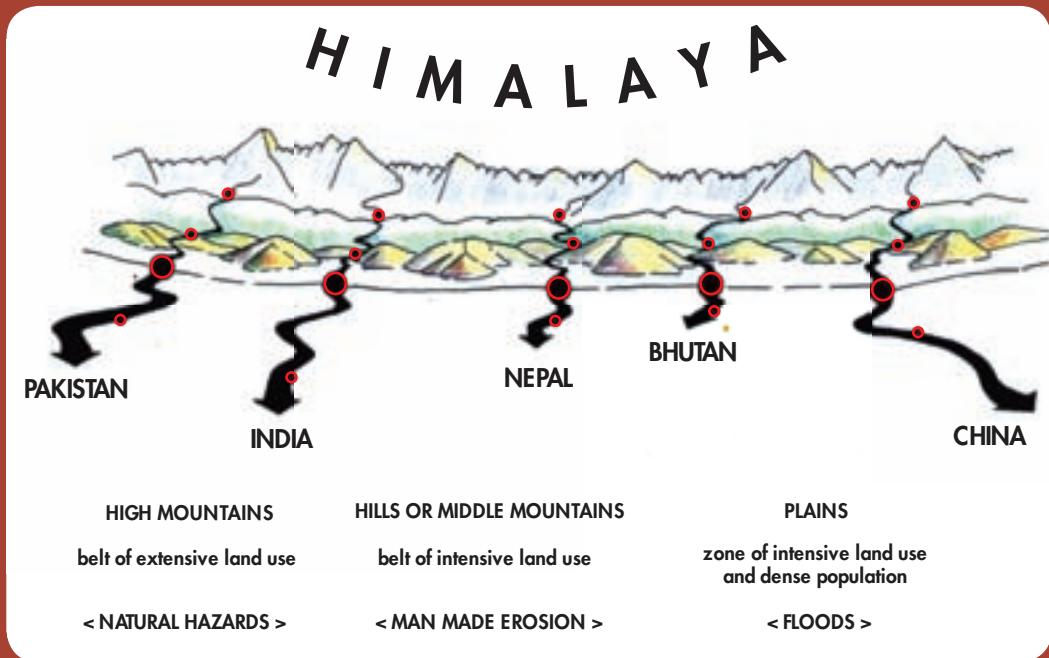 HIMALAYA
BHUTAN
NEPAL
PAKISTAN
INDIA
CHINA
HIGH MOUNTAINS
belt of extensive land use
< NATURAL HAZARDS >
HILLS OR MIDDLE MOUNTAINS
belt of intensive land use
< MAN MADE EROSION >
PLAINS
zone of intensive land use
and dense population
< FLOODS >